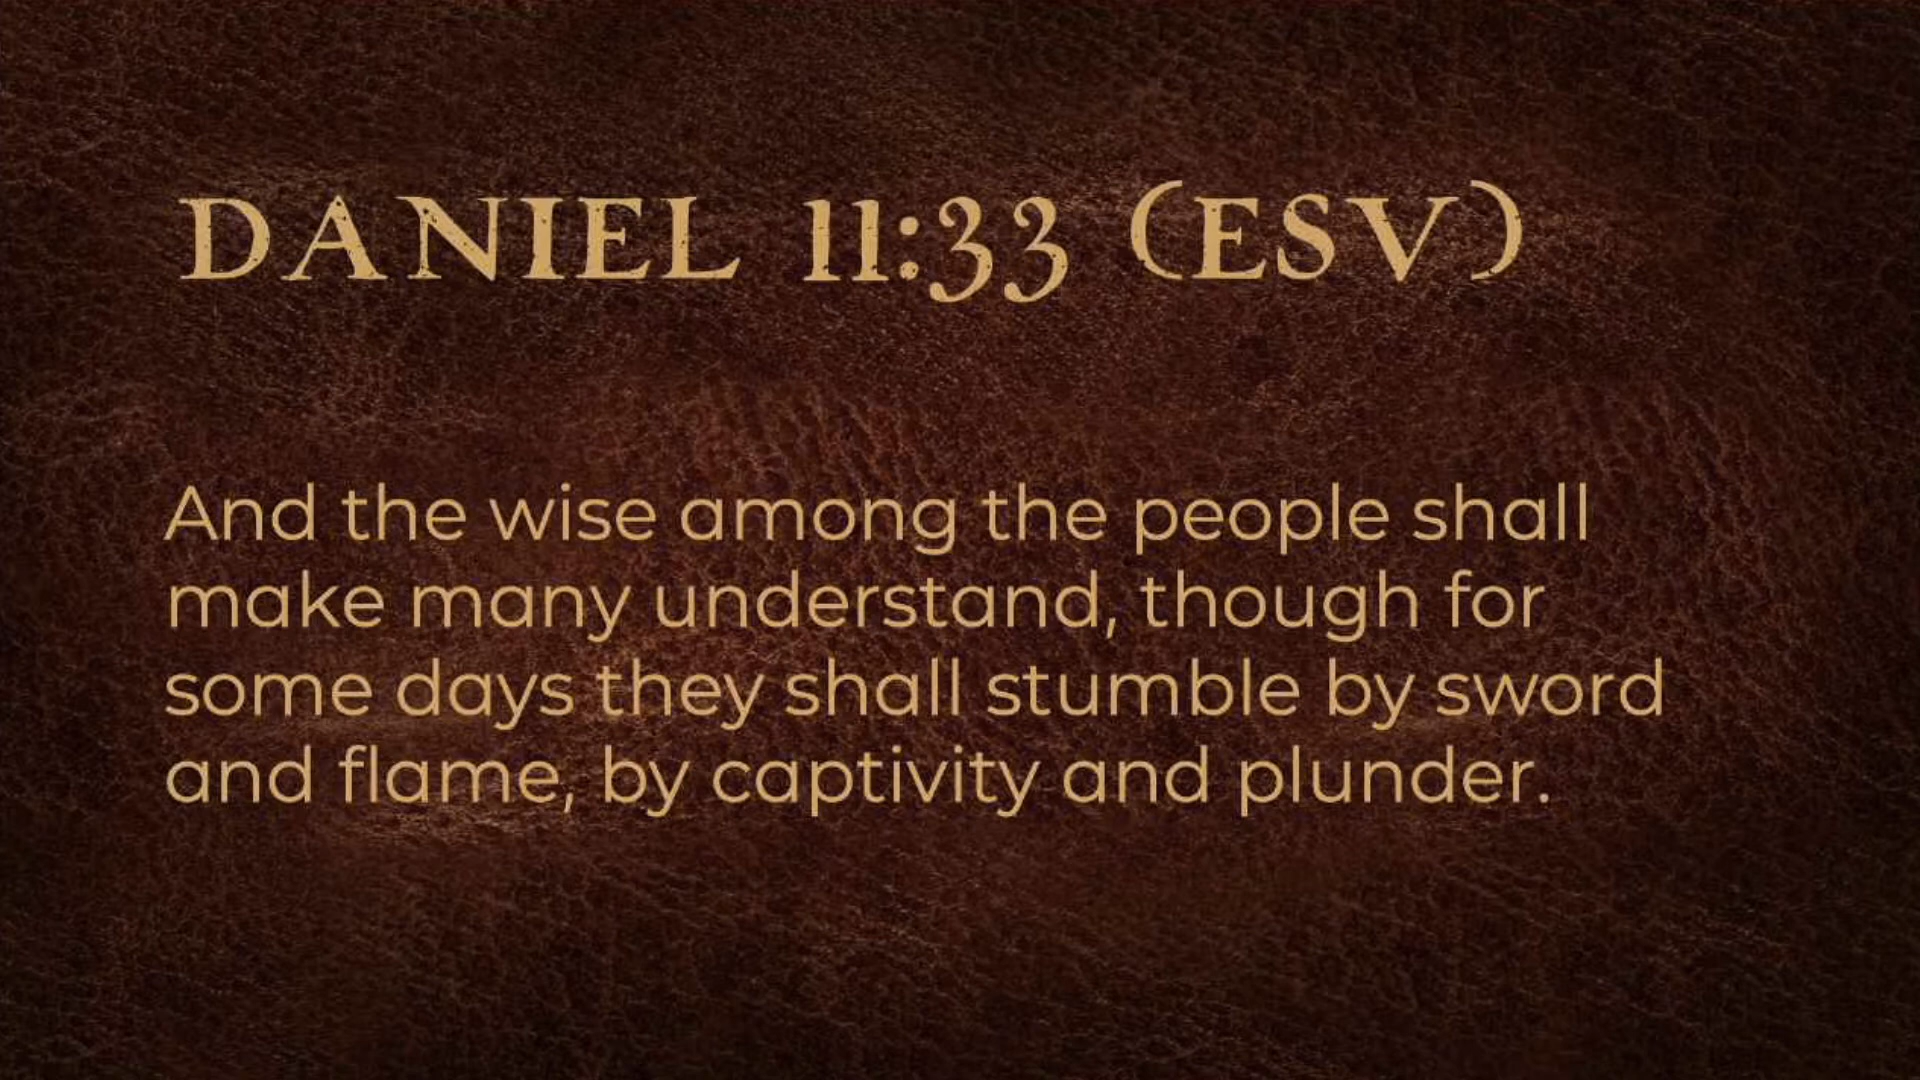 DANIEL 11:33 (ESV)
And the wise among the people shall
make many understand, though for
some days they shall stumble by sword
and flame, by captivity and plunder.